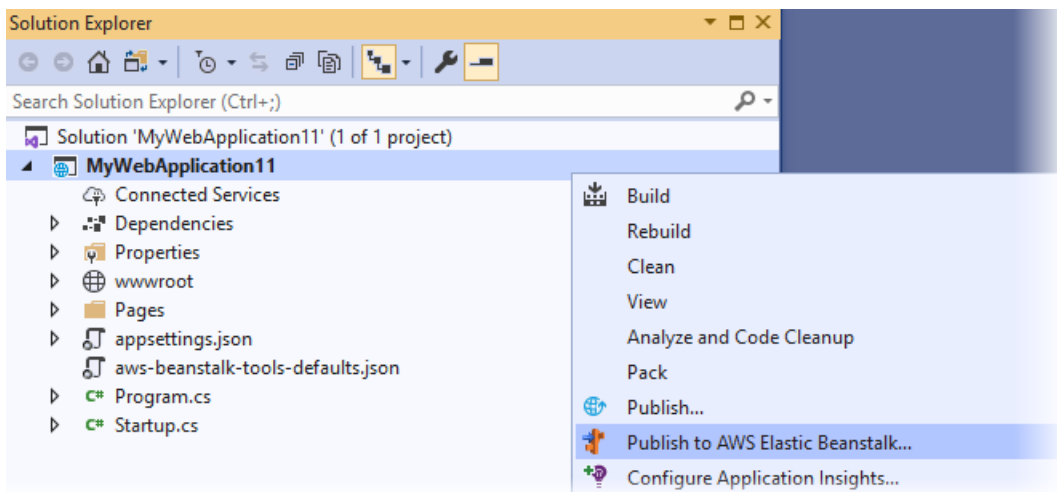 Solution Explorer
Search Solution Explorer (Ctrl+;)
Solution 'MyWebApplication11' (1 of 1 project)
MyWebApplication11
Connected Services
Dependencies
Properties
wwwroot
Pages
appsettings.json
aws-beanstalk-tools-defaults.json
C# Program.cs
C# Startup.cs
Build
Rebuild
Clean
View
Analyze and Code Cleanup
Pack
Publish...
Publish to AWS Elastic Beanstalk...
Configure Application Insights...